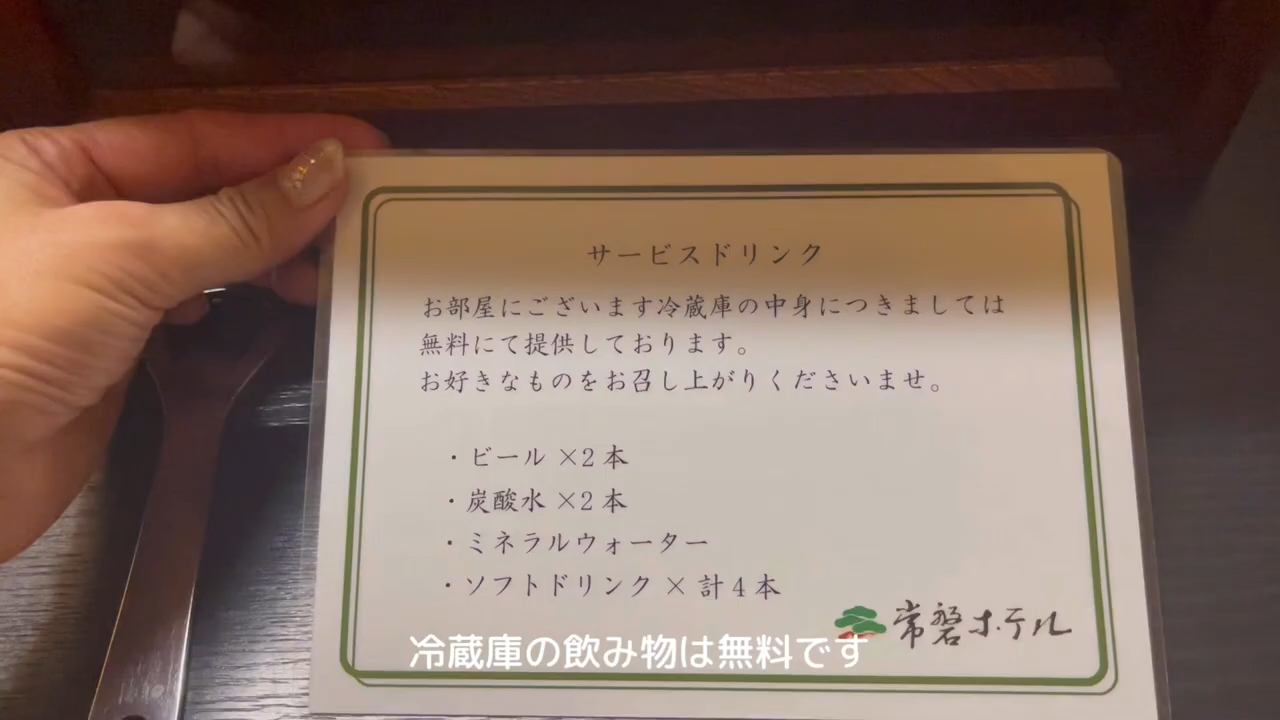 サービスドリンク
お部屋にございます冷蔵庫の中身につきましては
無料にて提供しております。
お好きなものをお召し上がりくださいませ。
・ビール ×2本
・炭酸水 ×2本
・ミネラルウォーター
・ソフトドリンク × 計4本
常磐ホテル
冷蔵庫の飲み物は無料です